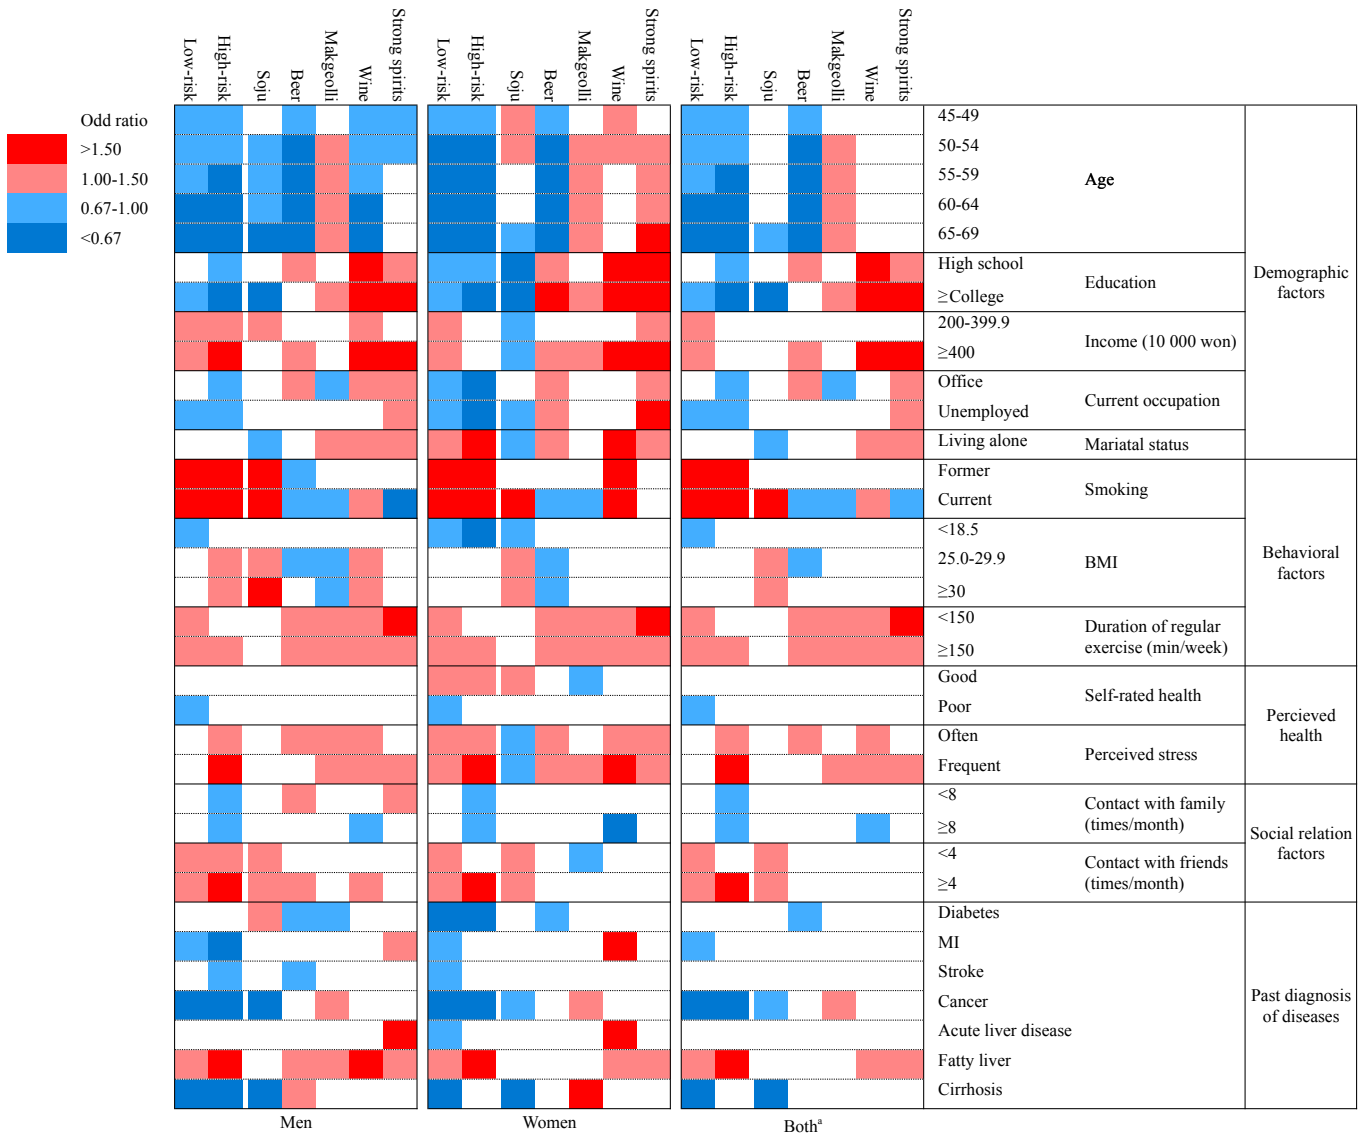 Low-risk
High-risk
Soju
Beer
Makgeolli
Wine
Strong spirits
Low-risk
High-risk
Soju
Beer
Makgeolli
Wine
Strong spirits
Low-risk
High-risk
Soju
Beer
Makgeolli
Wine
Strong spirits
Odd ratio
>1.50
1.00-1.50
0.67-1.00
<0.67
45-49
50-54
55-59
60-64
65-69
Age
High school
≥College
Education
200-399.9
≥400
Income (10 000 won)
Office
Unemployed
Current occupation
Living alone
Mariatal status
Demographic
factors
Former
Current
Smoking
<18.5
25.0-29.9
≥30
BMI
<150
≥150
Duration of regular
exercise (min/week)
Behavioral
factors
Good
Poor
Self-rated health
Often
Frequent
Perceived stress
Percieved
health
<8
≥8
Contact with family
(times/month)
<4
≥4
Contact with friends
(times/month)
Social relation
factors
Diabetes
MI
Stroke
Cancer
Acute liver disease
Fatty liver
Cirrhosis
Past diagnosis
of diseases
Men
Women
Bothᵃ